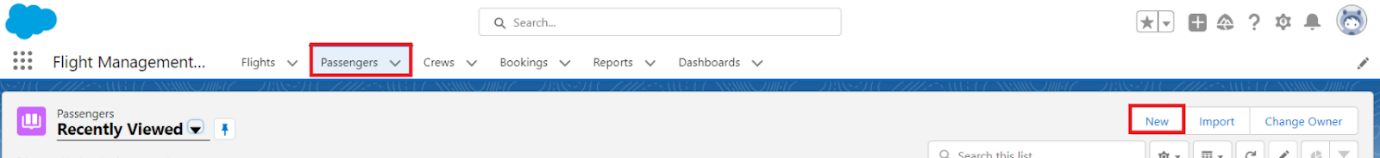 Search...
Flight Management... Flights Passengers Crews Bookings Reports Dashboards
Passengers
Recently Viewed
New Import Change Owner
Search this list...